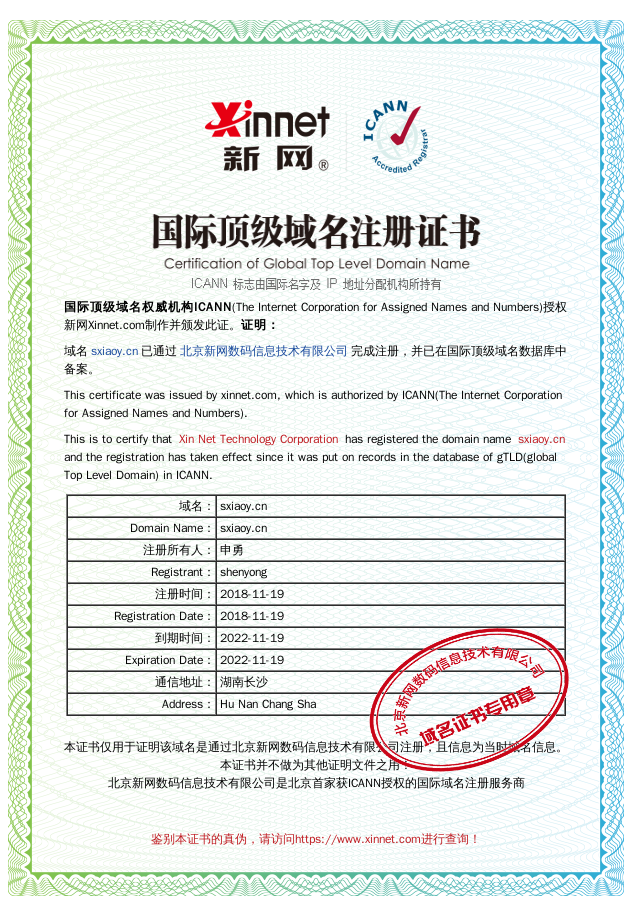 Xinnet
新网®
ICANN
Accredited Registrar
国际顶级域名注册证书
Certification of Global Top Level Domain Name
ICANN 标志由国际名字及 IP 地址分配机构所持有
国际顶级域名权威机构ICANN(The Internet Corporation for Assigned Names and Numbers)授权
新网Xinnet.com制作并颁发此证。证明：
域名 sxiaoy.cn 已通过 北京新网数码信息技术有限公司 完成注册，并已在国际顶级域名数据库中
备案。
This certificate was issued by xinnet.com, which is authorized by ICANN(The Internet Corporation
for Assigned Names and Numbers).
This is to certify that Xin Net Technology Corporation has registered the domain name sxiaoy.cn
and the registration has taken effect since it was put on records in the database of gTLD(global
Top Level Domain) in ICANN.
域名： sxiaoy.cn
Domain Name： sxiaoy.cn
注册所有人： 申勇
Registrant： shenyong
注册时间： 2018-11-19
Registration Date： 2018-11-19
到期时间： 2022-11-19
Expiration Date： 2022-11-19
通信地址： 湖南长沙
Address： Hu Nan Chang Sha
北京新网数码信息技术有限公司
域名证书专用章
本证书仅用于证明该域名是通过北京新网数码信息技术有限公司注册，且信息为当时域名信息。
本证书并不做为其他证明文件之用！
北京新网数码信息技术有限公司是北京首家获ICANN授权的国际域名注册服务商
鉴别本证书的真伪，请访问https://www.xinnet.com进行查询！